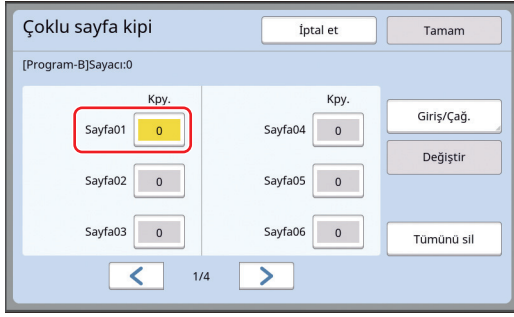 Çoklu sayfa kipi
İptal et
Tamam
[Program-B]Sayacı:0
Kpy.
Kpy.
Sayfa01 0
Sayfa04 0
Giriş/Çağ.
Değiştir
Sayfa02 0
Sayfa05 0
Sayfa03 0
Sayfa06 0
Tümünü sil
1/4